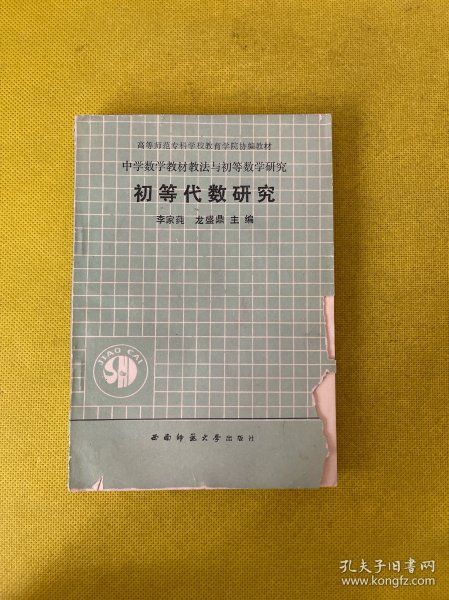 高等师范专科学校教育学院协编教材
中学数学教材教法与初等数学研究
初等代数研究
李家莼 龙盛鼎 主编
JIAO CAI
西南师范大学出版社
孔夫子旧书网
www.kongfz.com